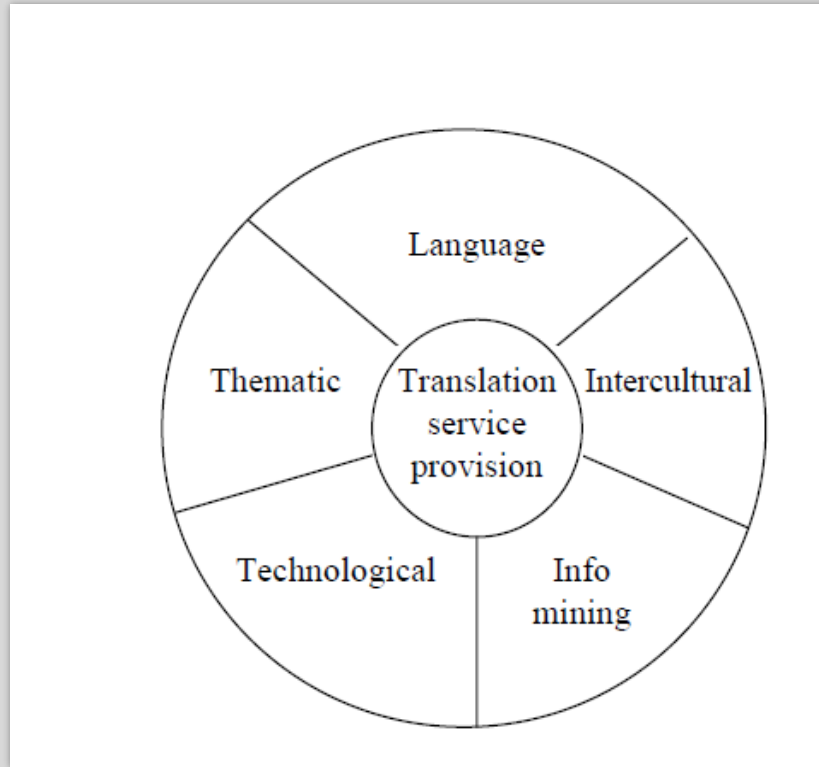 Language
Thematic
Translation
service
provision
Intercultural
Technological
Info
mining